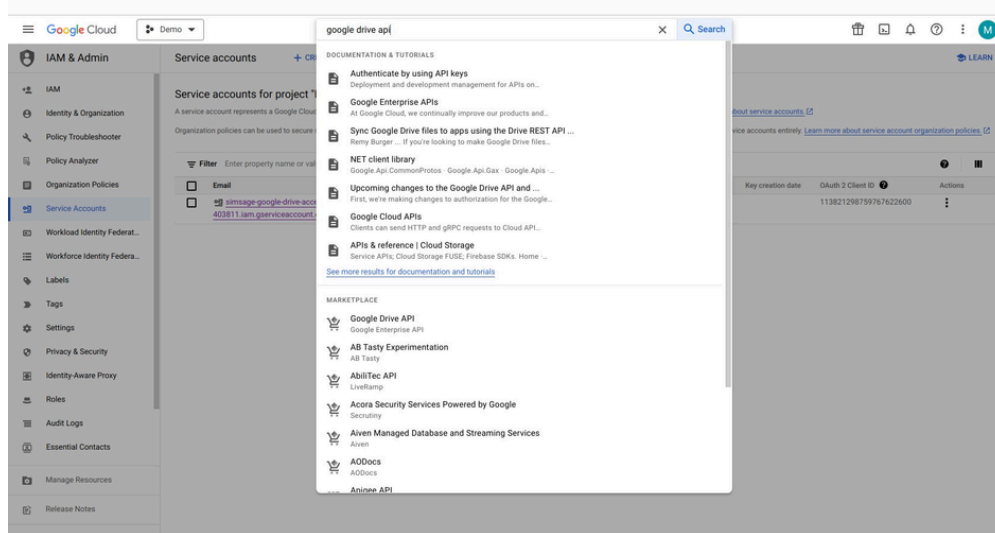 Google Cloud
Demo
google drive api
Search
M
IAM & Admin
Service accounts
+ CR
LEARN
DOCUMENTATION & TUTORIALS
Authenticate by using API keys
Deployment and development management for APIs on...
Google Enterprise APIs
At Google Cloud, we continually improve our products and...
Sync Google Drive files to apps using the Drive REST API ...
Remy Burger ... If you're looking to make Google Drive files...
NET client library
Google.Api.CommonProtos · Google.Api.Gax · Google.Apis ·...
Upcoming changes to the Google Drive API and ...
First, we're making changes to authorization for the Google...
Google Cloud APIs
Clients can send HTTP and gRPC requests to Cloud API...
APIs & reference | Cloud Storage
Service APIs; Cloud Storage FUSE; Firebase SDKs. Home ·...
See more results for documentation and tutorials
MARKETPLACE
Google Drive API
Google Enterprise API
AB Tasty Experimentation
AB Tasty
AbiliTec API
LiveRamp
Acora Security Services Powered by Google
Secrutiny
Aiven Managed Database and Streaming Services
Aiven
AODocs
AODocs
Apigee API
IAM
Identity & Organization
Policy Troubleshooter
Policy Analyzer
Organization Policies
Service Accounts
Workload Identity Federat...
Workforce Identity Federa...
Labels
Tags
Settings
Privacy & Security
Identity-Aware Proxy
Roles
Audit Logs
Essential Contacts
Manage Resources
Release Notes
Service accounts for project "
A service account represents a Google Clou
about service accounts.
Organization policies can be used to secure
vice accounts entirely. Learn more about service account organization policies.
Filter Enter property name or val
Email
Key creation date
OAuth 2 Client ID
Actions
simsage-google-drive-acc
403811.iam.gserviceaccount.
113821298759767622600